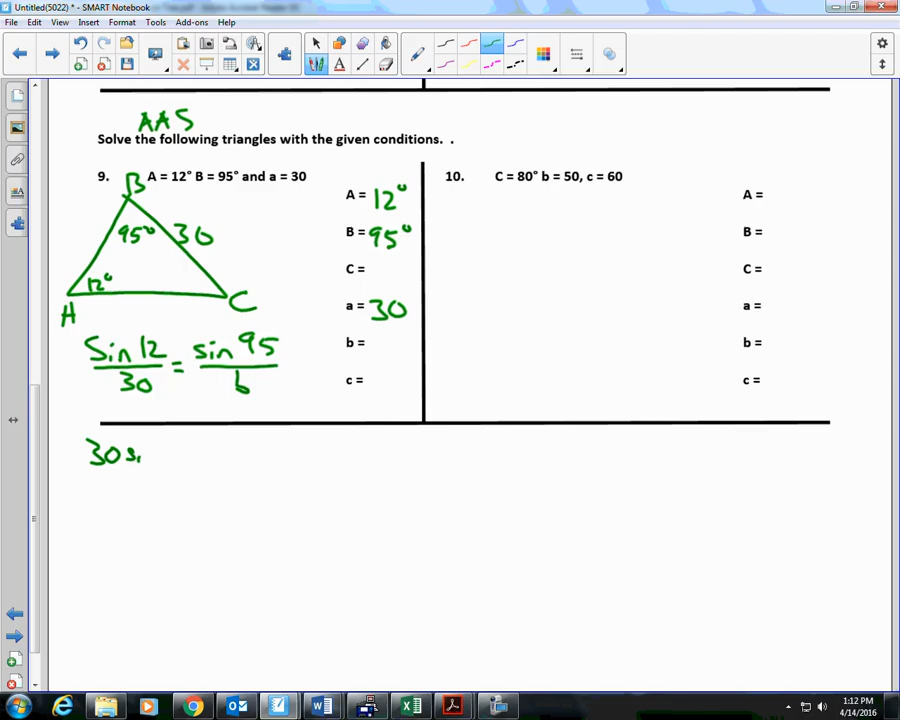 Untitled(5022) * - SMART Notebook
File Edit View Insert Format Tools Add-ons Help
AAS
Solve the following triangles with the given conditions. .
9. A = 12° B = 95° and a = 30
B
95° 30
12°
A C
sin 12 / 30 = sin 95 / b
30 s
A = 12°
B = 95°
C =
a = 30
b =
c =
10. C = 80° b = 50, c = 60
A =
B =
C =
a =
b =
c =
1:12 PM
4/14/2016